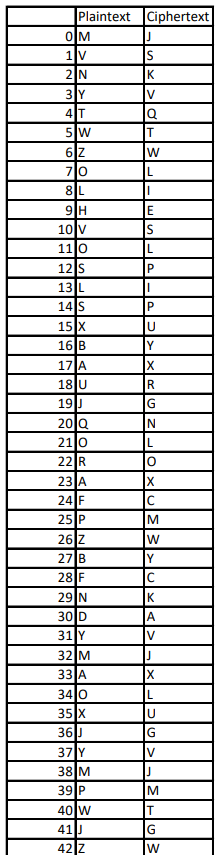 Plaintext Ciphertext
0 M J
1 V S
2 N K
3 Y V
4 T Q
5 W T
6 Z W
7 O L
8 L I
9 H E
10 V S
11 O L
12 S P
13 L I
14 S P
15 X U
16 B Y
17 A X
18 U R
19 J G
20 Q N
21 O L
22 R O
23 A X
24 F C
25 P M
26 Z W
27 B Y
28 F C
29 N K
30 D A
31 Y V
32 M J
33 A X
34 O L
35 X U
36 J G
37 Y V
38 M J
39 P M
40 W T
41 J G
42 Z W